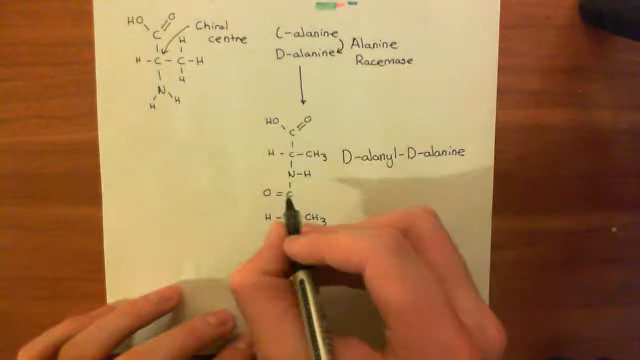 HO O
C
H
Chiral
centre
H - C - C - H
H
N
H H
L-alanine
D-alanine
Alanine
Racemase
HO O
C
H - C - CH3
D-alanyl-D-alanine
N - H
O = C
H - CH3